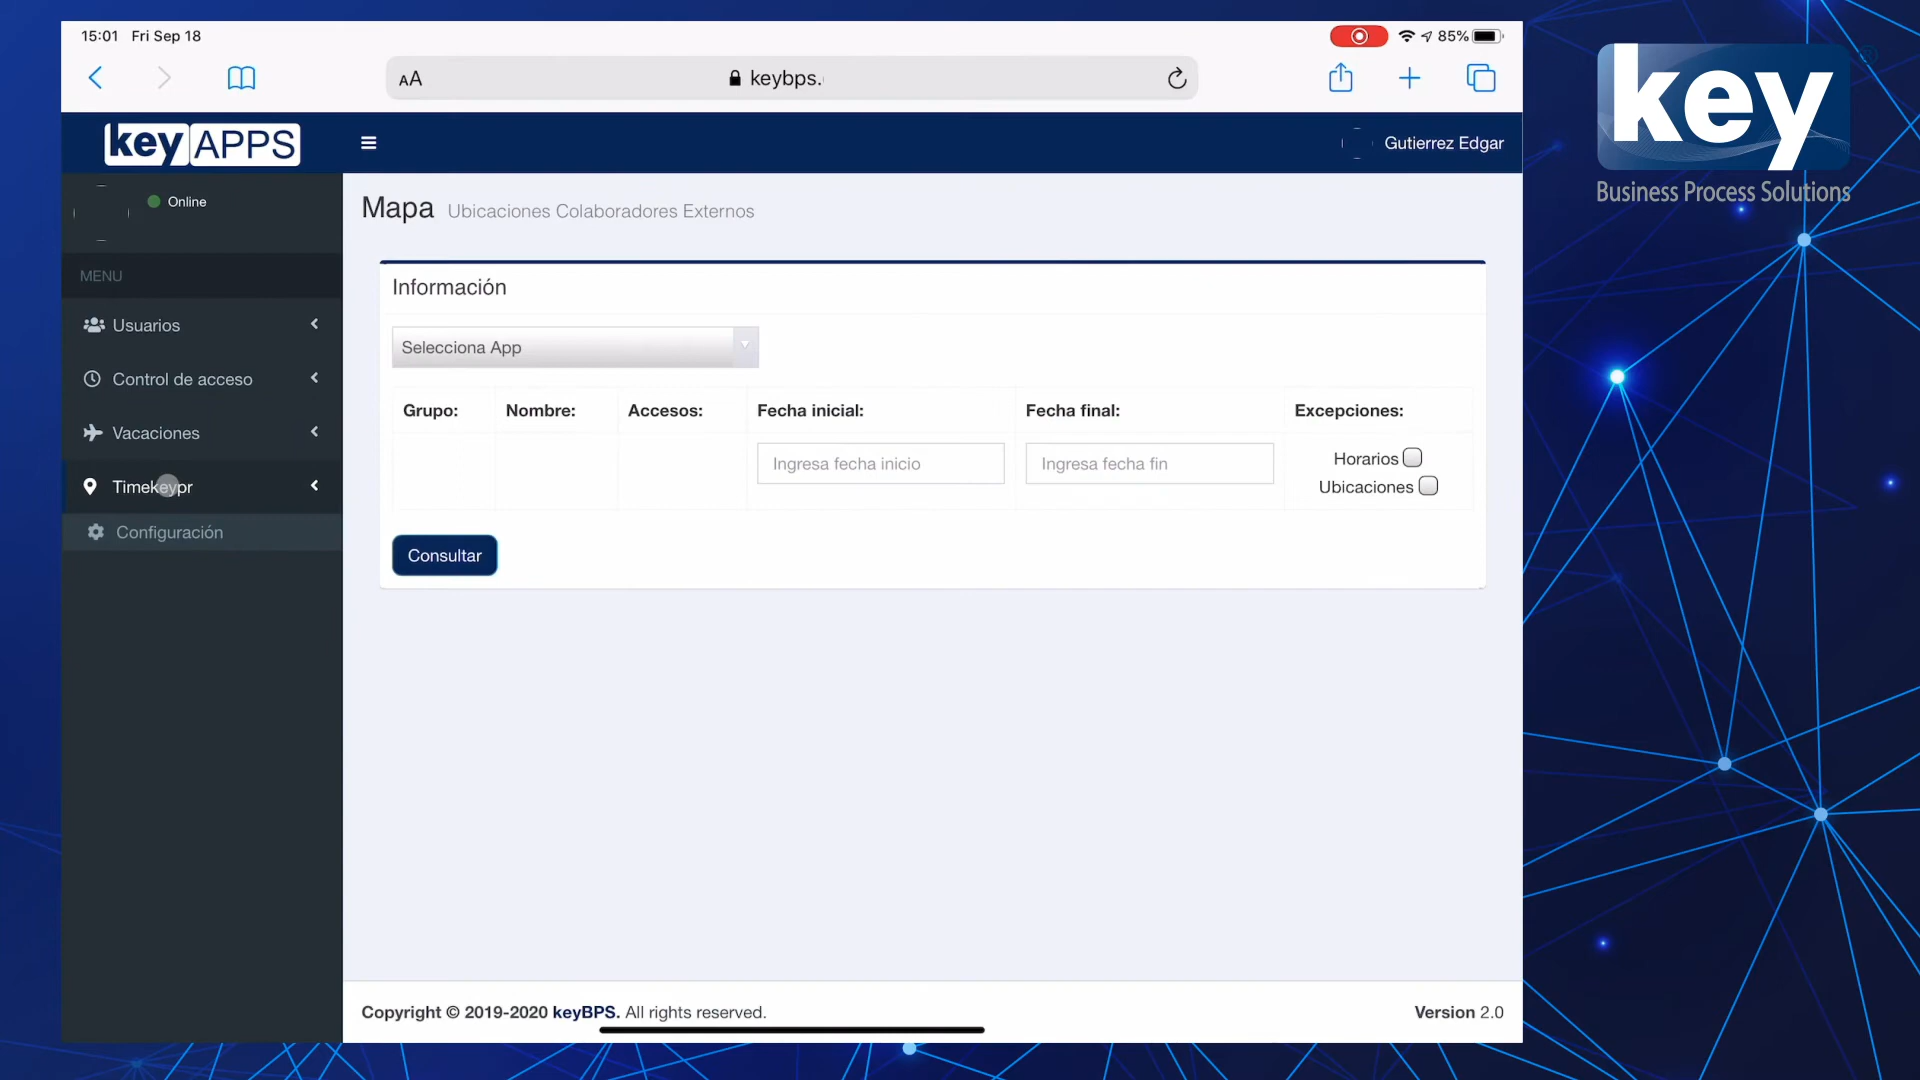 15:01 Fri Sep 18
85%
AA
keybps.
key APPS
Gutierrez Edgar
Online
MENU
Usuarios
Control de acceso
Vacaciones
Timekeypr
Configuración
Mapa Ubicaciones Colaboradores Externos
Información
Selecciona App
Grupo: Nombre: Accesos: Fecha inicial: Fecha final: Excepciones:
Ingresa fecha inicio
Ingresa fecha fin
Horarios
Ubicaciones
Consultar
Copyright © 2019-2020 keyBPS. All rights reserved.
Version 2.0
key
®
Business Process Solutions